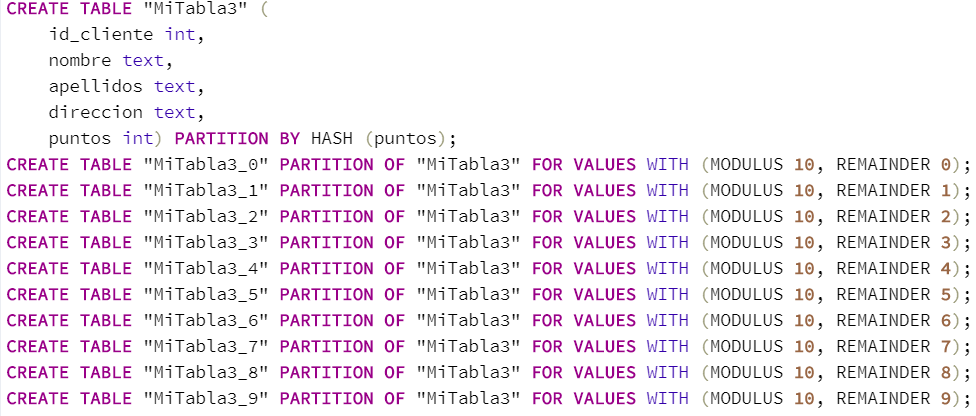 CREATE TABLE "MiTabla3" (
id_cliente int,
nombre text,
apellidos text,
direccion text,
puntos int) PARTITION BY HASH (puntos);
CREATE TABLE "MiTabla3_0" PARTITION OF "MiTabla3" FOR VALUES WITH (MODULUS 10, REMAINDER 0);
CREATE TABLE "MiTabla3_1" PARTITION OF "MiTabla3" FOR VALUES WITH (MODULUS 10, REMAINDER 1);
CREATE TABLE "MiTabla3_2" PARTITION OF "MiTabla3" FOR VALUES WITH (MODULUS 10, REMAINDER 2);
CREATE TABLE "MiTabla3_3" PARTITION OF "MiTabla3" FOR VALUES WITH (MODULUS 10, REMAINDER 3);
CREATE TABLE "MiTabla3_4" PARTITION OF "MiTabla3" FOR VALUES WITH (MODULUS 10, REMAINDER 4);
CREATE TABLE "MiTabla3_5" PARTITION OF "MiTabla3" FOR VALUES WITH (MODULUS 10, REMAINDER 5);
CREATE TABLE "MiTabla3_6" PARTITION OF "MiTabla3" FOR VALUES WITH (MODULUS 10, REMAINDER 6);
CREATE TABLE "MiTabla3_7" PARTITION OF "MiTabla3" FOR VALUES WITH (MODULUS 10, REMAINDER 7);
CREATE TABLE "MiTabla3_8" PARTITION OF "MiTabla3" FOR VALUES WITH (MODULUS 10, REMAINDER 8);
CREATE TABLE "MiTabla3_9" PARTITION OF "MiTabla3" FOR VALUES WITH (MODULUS 10, REMAINDER 9);